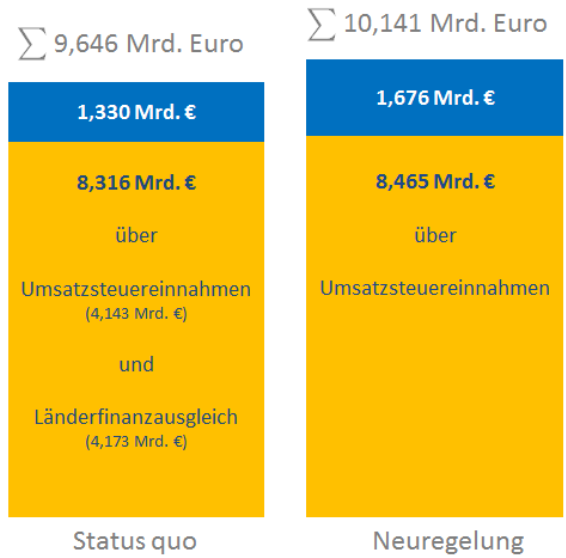 ∑ 9,646 Mrd. Euro
1,330 Mrd. €
8,316 Mrd. €
über
Umsatzsteuereinnahmen
(4,143 Mrd. €)
und
Länderfinanzausgleich
(4,173 Mrd. €)
Status quo
∑ 10,141 Mrd. Euro
1,676 Mrd. €
8,465 Mrd. €
über
Umsatzsteuereinnahmen
Neuregelung